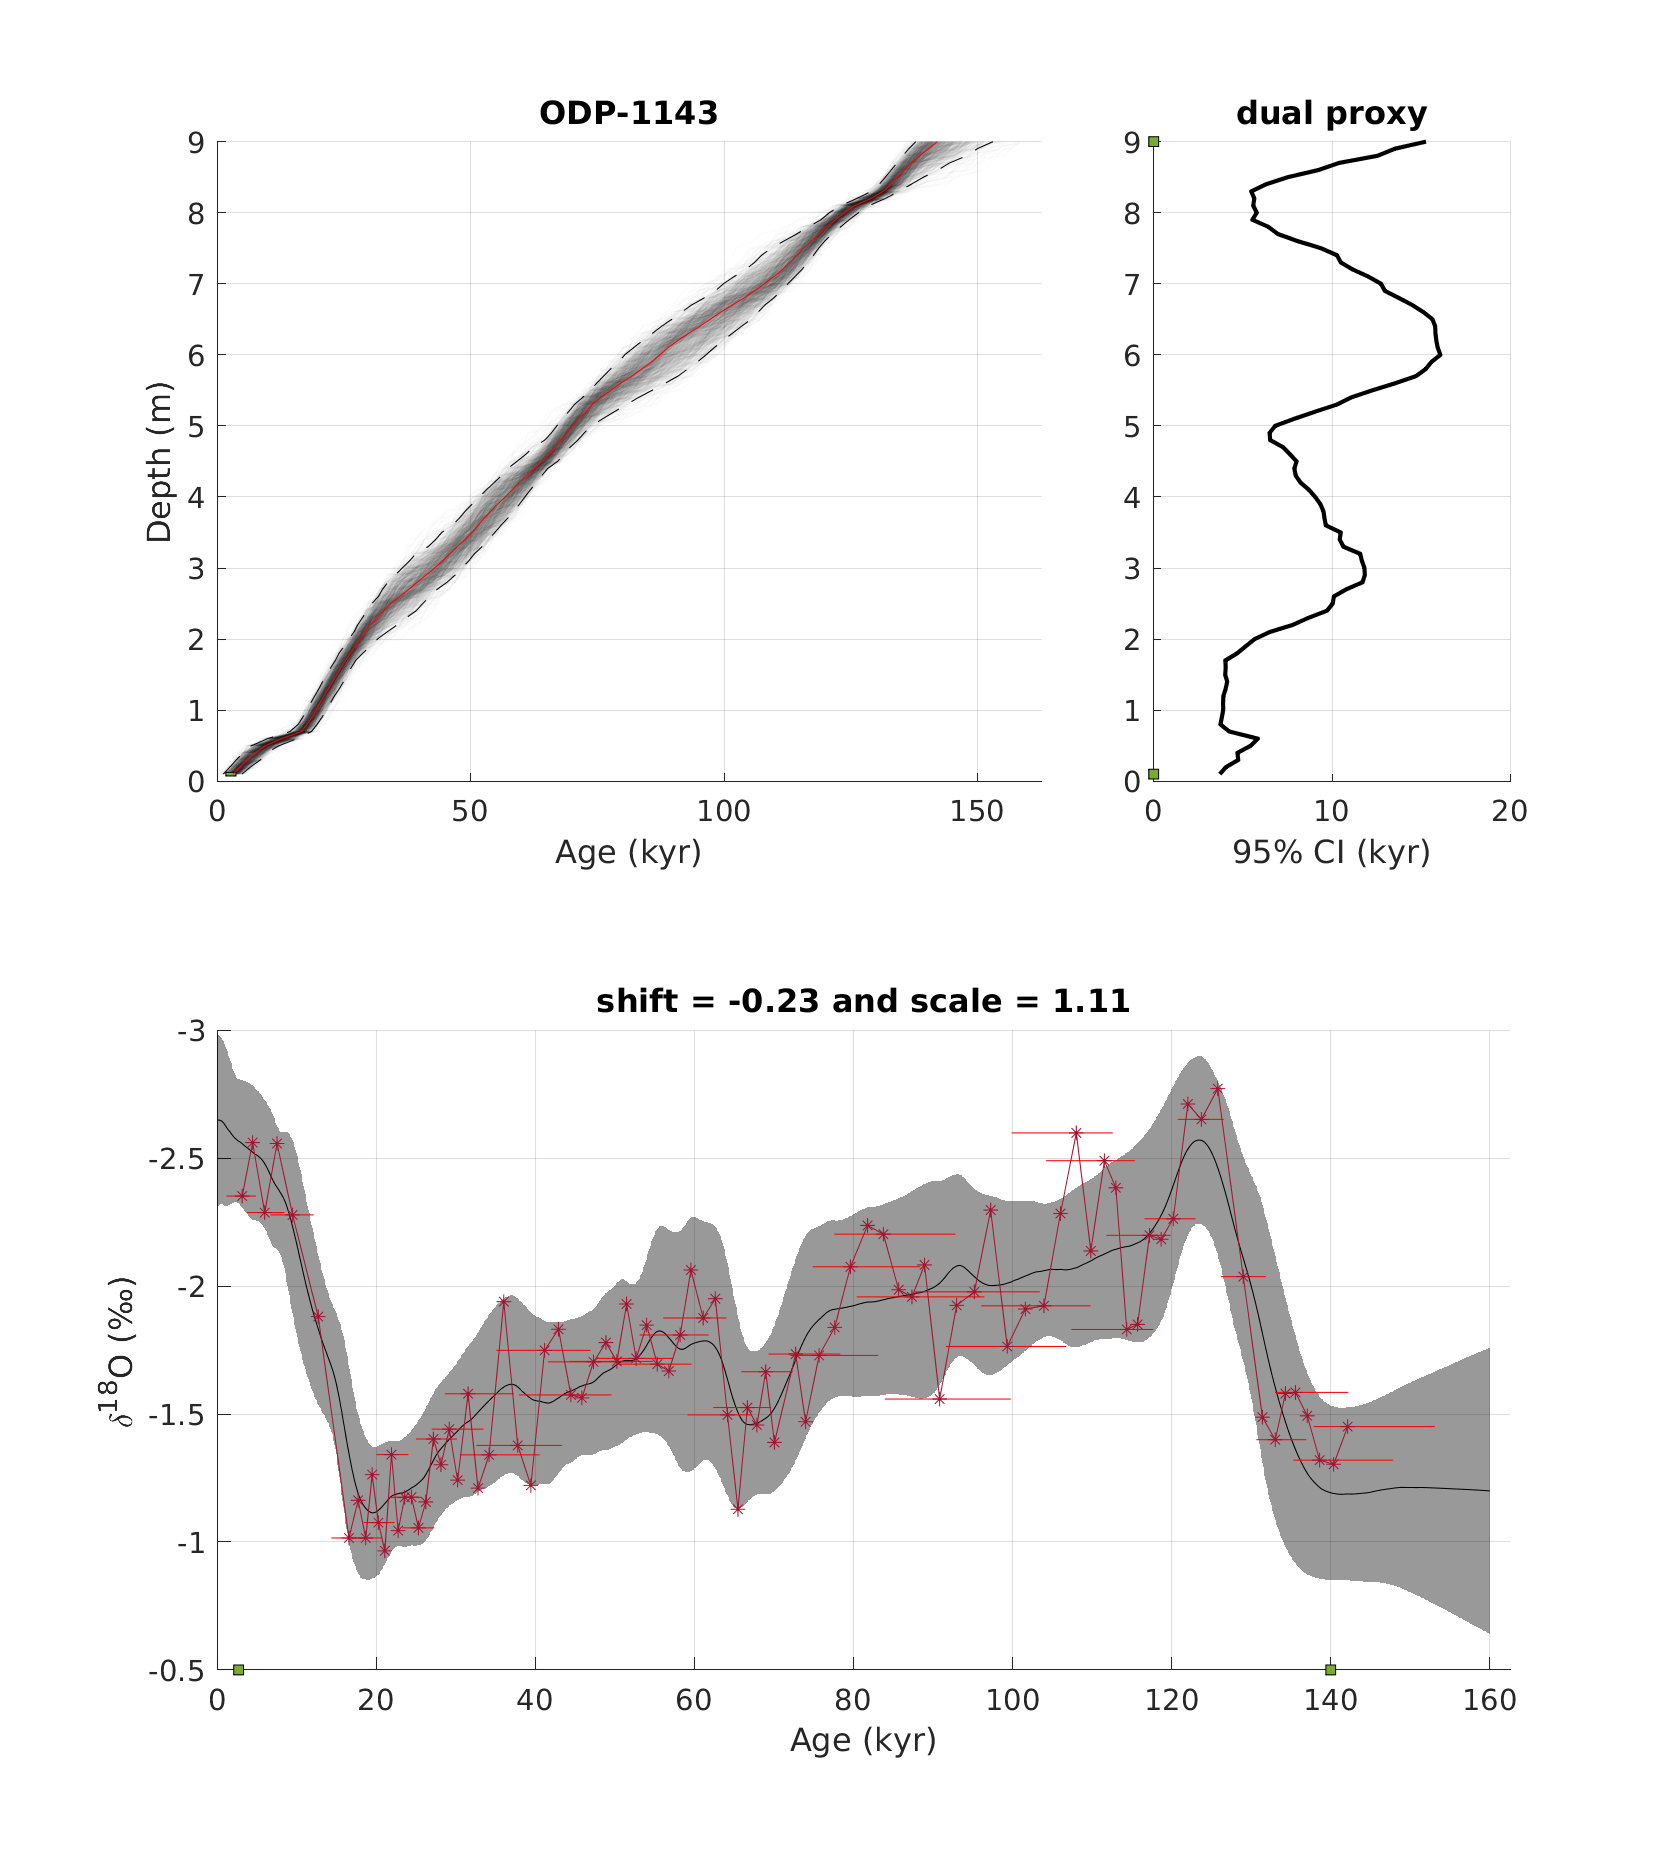 ODP-1143
dual proxy
9
8
7
6
5
4
3
2
1
0
Depth (m)
0 50 100 150
Age (kyr)
9
8
7
6
5
4
3
2
1
0
0 10 20
95% CI (kyr)
shift = -0.23 and scale = 1.11
-3
-2.5
-2
-1.5
-1
-0.5
δ¹⁸O (‰)
0 20 40 60 80 100 120 140 160
Age (kyr)